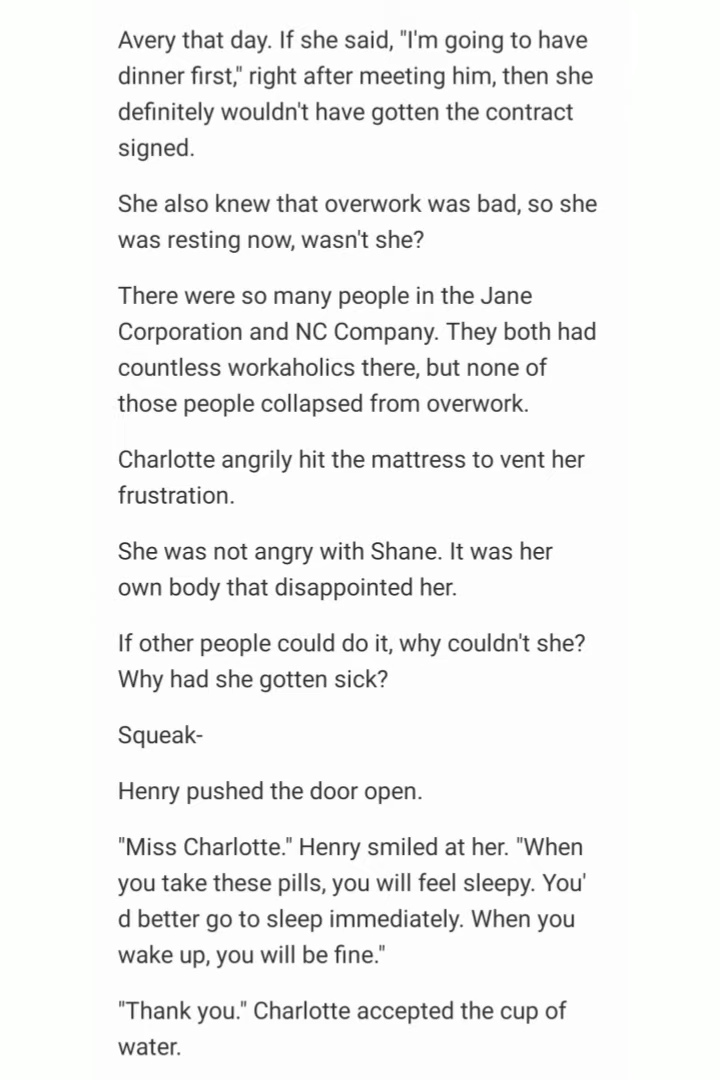 Avery that day. If she said, "I'm going to have
dinner first," right after meeting him, then she
definitely wouldn't have gotten the contract
signed.
She also knew that overwork was bad, so she
was resting now, wasn't she?
There were so many people in the Jane
Corporation and NC Company. They both had
countless workaholics there, but none of
those people collapsed from overwork.
Charlotte angrily hit the mattress to vent her
frustration.
She was not angry with Shane. It was her
own body that disappointed her.
If other people could do it, why couldn't she?
Why had she gotten sick?
Squeak-
Henry pushed the door open.
"Miss Charlotte." Henry smiled at her. "When
you take these pills, you will feel sleepy. You'
d better go to sleep immediately. When you
wake up, you will be fine."
"Thank you." Charlotte accepted the cup of
water.